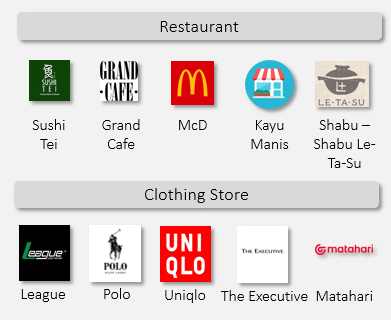 Restaurant
SUSHI
TEI
GRAND
CAFE
M
LE-TA-SU
Sushi
Tei
Grand
Cafe
McD
Kayu
Manis
Shabu –
Shabu Le-
Ta-Su
Clothing Store
League
POLO
UNI
QLO
THE EXECUTIVE
matahari
League
Polo
Uniqlo
The Executive
Matahari